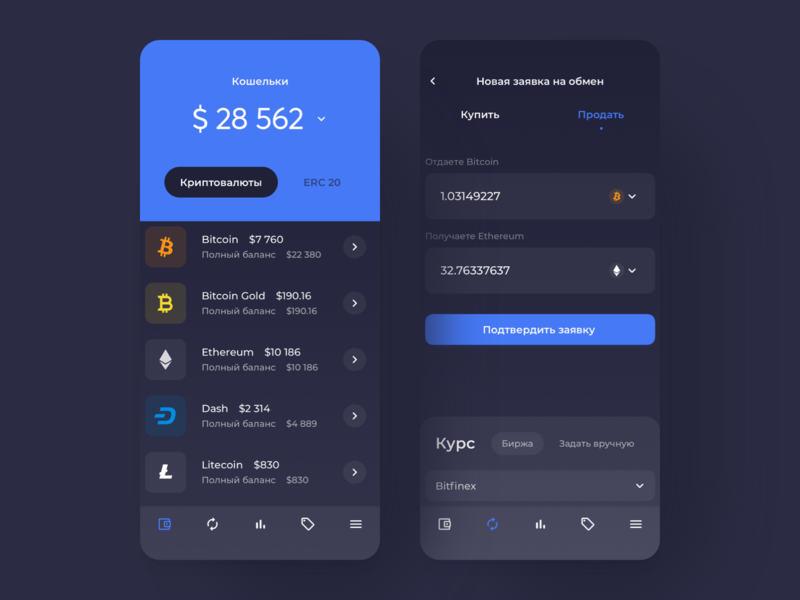 Кошельки
$ 28 562
Криптовалюты ERC 20
Bitcoin $7 760
Полный баланс $22 380
Bitcoin Gold $190.16
Полный баланс $190.16
Ethereum $10 186
Полный баланс $10 186
Dash $2 314
Полный баланс $4 889
Litecoin $830
Полный баланс $830
Новая заявка на обмен
Купить Продать
Отдаете Bitcoin
1.03149227
Получаете Ethereum
32.76337637
Подтвердить заявку
Курс Биржа Задать вручную
Bitfinex